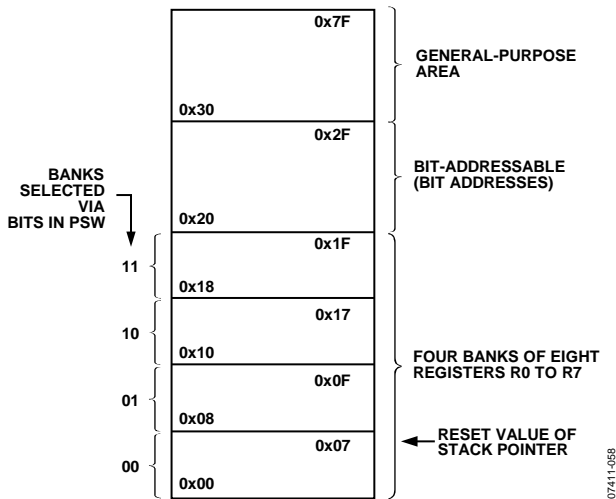 0x7F
GENERAL-PURPOSE
AREA
0x30
0x2F
BANKS
SELECTED
VIA
BITS IN PSW
BIT-ADDRESSABLE
(BIT ADDRESSES)
0x20
0x1F
11
0x18
0x17
10
0x10
FOUR BANKS OF EIGHT
REGISTERS R0 TO R7
0x0F
01
0x08
0x07
RESET VALUE OF
STACK POINTER
00
0x00
07411-058